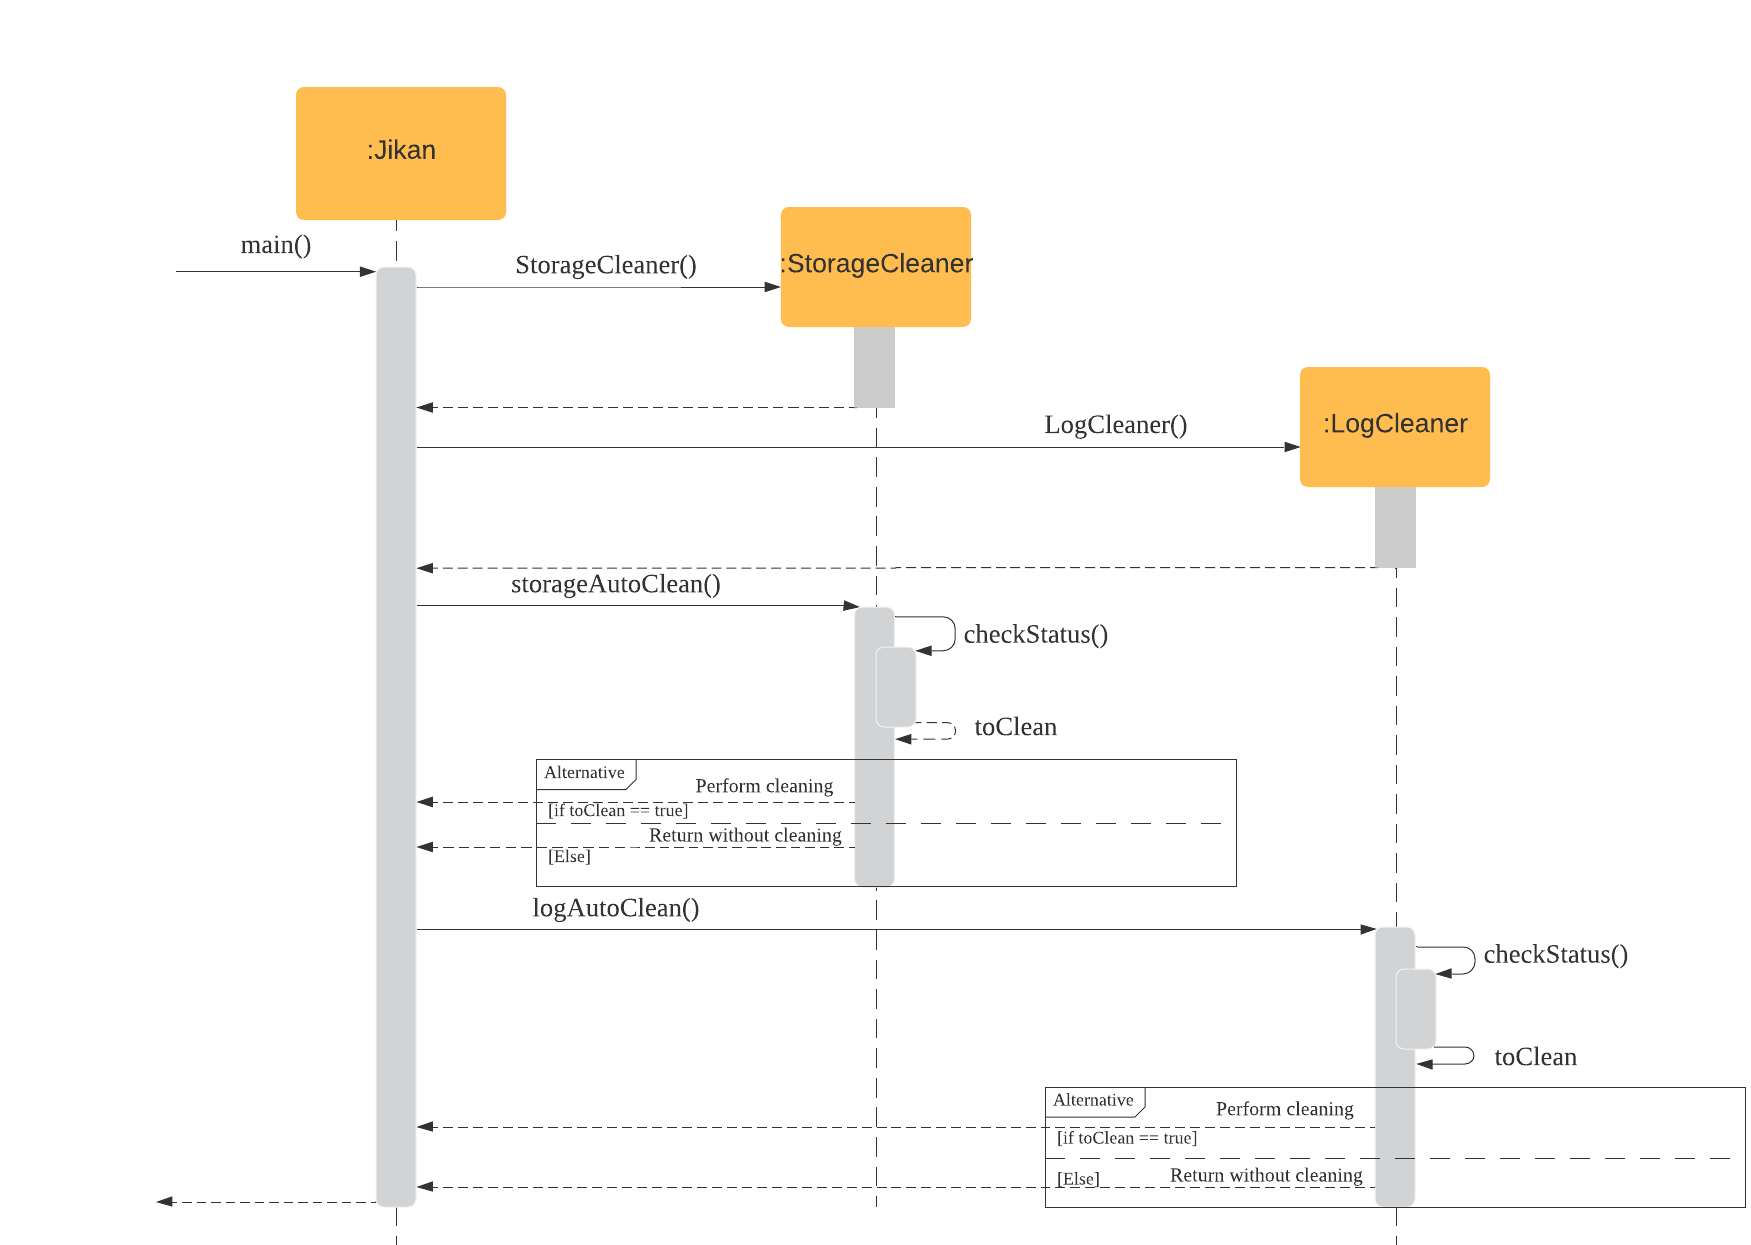 :Jikan
main()
StorageCleaner()
:StorageCleaner
LogCleaner()
:LogCleaner
storageAutoClean()
checkStatus()
toClean
Alternative
Perform cleaning
[if toClean == true]
Return without cleaning
[Else]
logAutoClean()
checkStatus()
toClean
Alternative
Perform cleaning
[if toClean == true]
Return without cleaning
[Else]